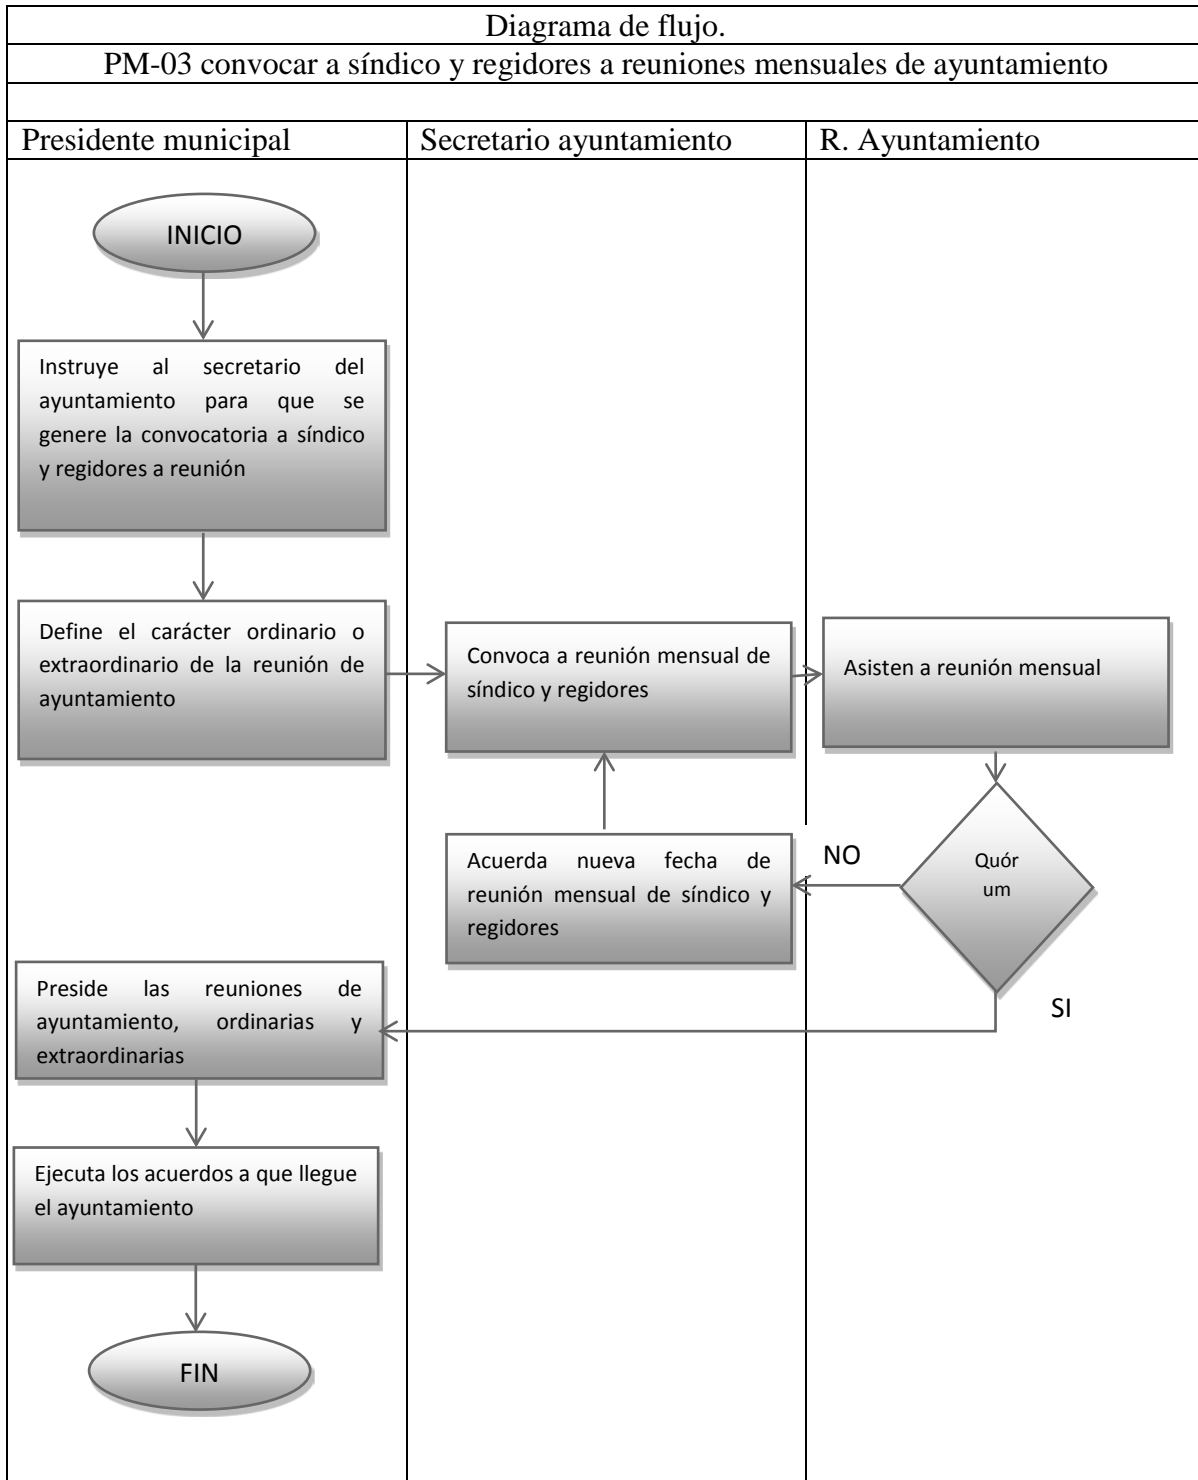 Diagrama de flujo.
PM-03 convocar a síndico y regidores a reuniones mensuales de ayuntamiento
Presidente municipal
Secretario ayuntamiento
R. Ayuntamiento
INICIO
Instruye al secretario del
ayuntamiento para que se
genere la convocatoria a síndico
y regidores a reunión
Define el carácter ordinario o
extraordinario de la reunión de
ayuntamiento
Convoca a reunión mensual de
síndico y regidores
Asisten a reunión mensual
Quór
um
NO
Acuerda nueva fecha de
reunión mensual de síndico y
regidores
SI
Preside las reuniones de
ayuntamiento, ordinarias y
extraordinarias
Ejecuta los acuerdos a que llegue
el ayuntamiento
FIN